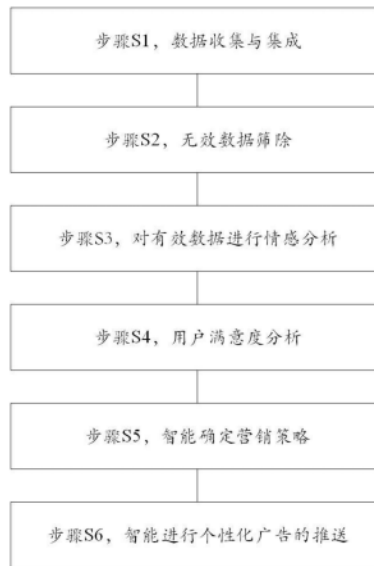 步骤S1，数据收集与集成
步骤S2，无效数据筛除
步骤S3，对有效数据进行情感分析
步骤S4，用户满意度分析
步骤S5，智能确定营销策略
步骤S6，智能进行个性化广告的推送